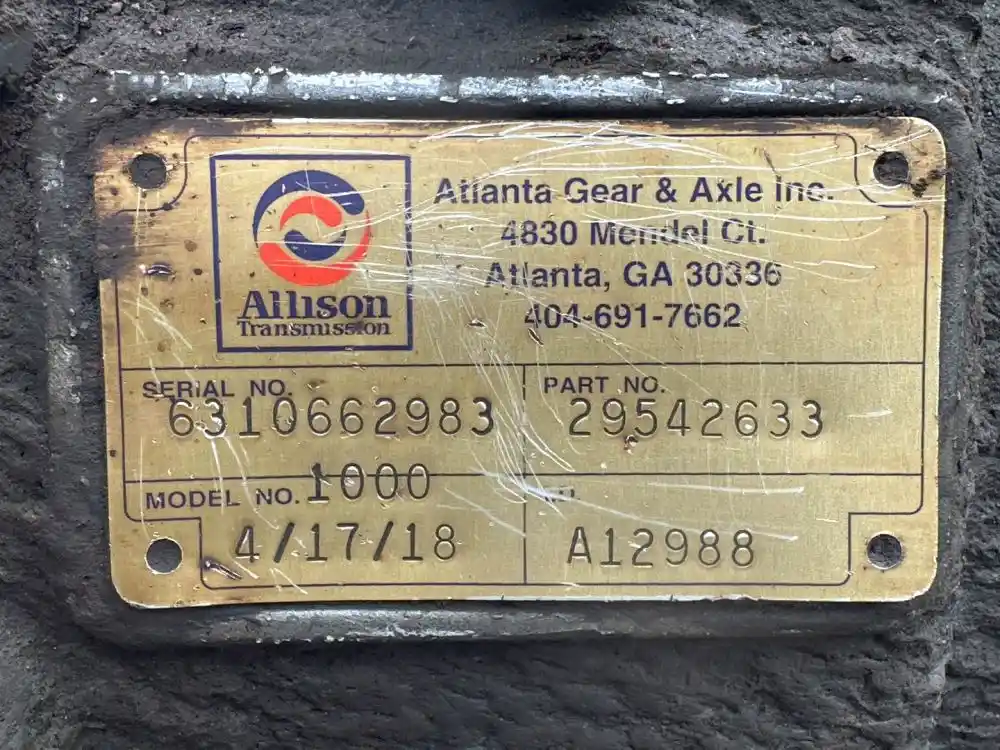 Atlanta Gear & Axle Inc.
4830 Mendel Ct.
Atlanta, GA 30336
404-691-7662
Allison
Transmission
SERIAL NO.
6310662983
PART NO.
29542633
MODEL NO. 1000
4/17/18
A12988